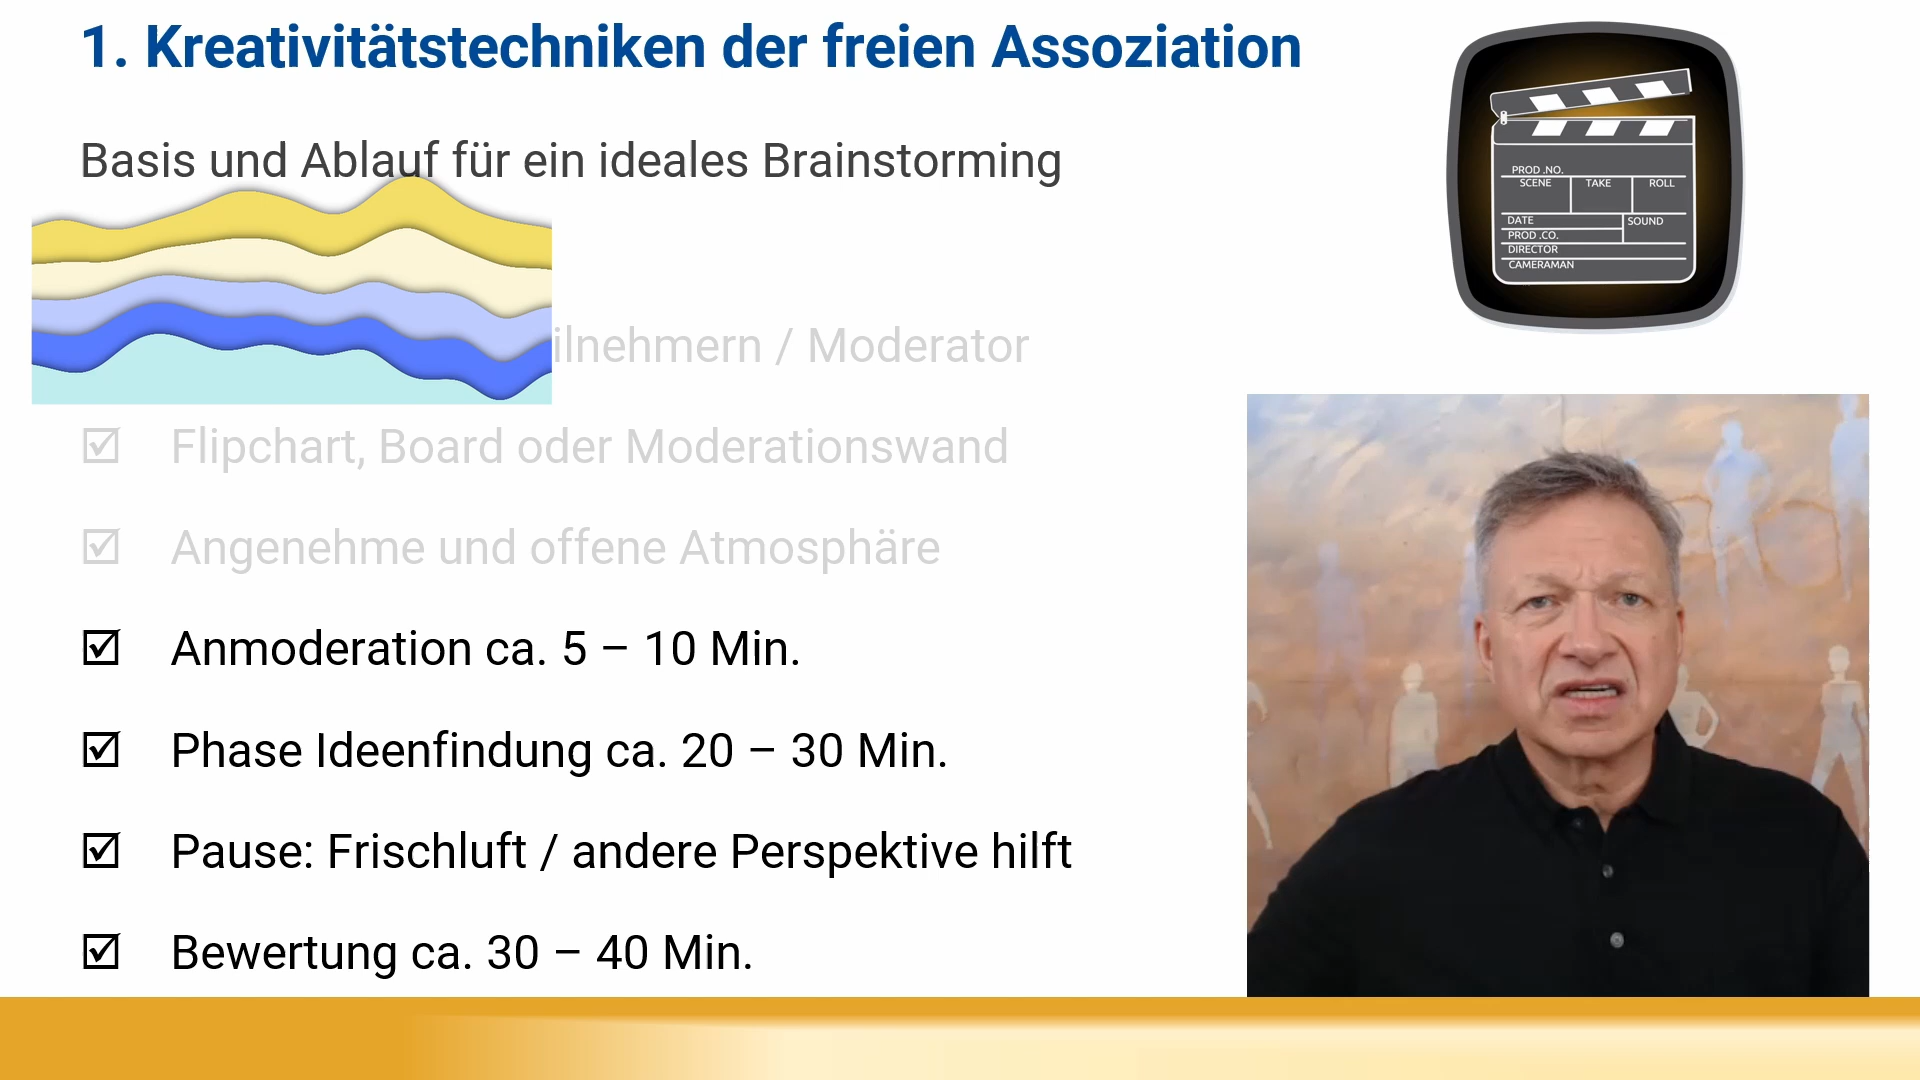 1. Kreativitätstechniken der freien Assoziation
Basis und Ablauf für ein ideales Brainstorming
/ Moderator
Flipchart, Board oder Moderationswand
Angenehme und offene Atmosphäre
Anmoderation ca. 5 – 10 Min.
Phase Ideenfindung ca. 20 – 30 Min.
Pause: Frischluft / andere Perspektive hilft
Bewertung ca. 30 – 40 Min.
PROD .NO.
SCENE TAKE ROLL
DATE SOUND
PROD .CO.
DIRECTOR
CAMERAMAN